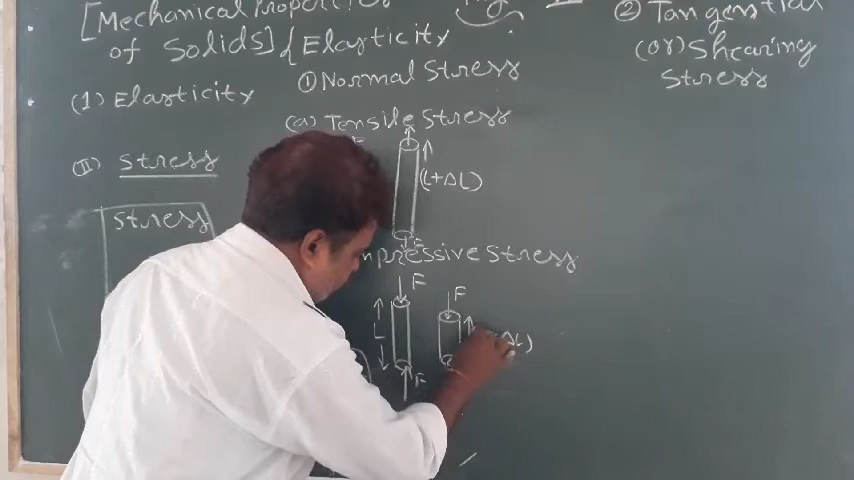 [Mechanical Properties
of Solids] {Elasticity
(1) Elasticity
(II) Stress
Stress
① Normal Stress
(a) Tensile Stress
(L+ΔL)
F
mpressive Stress
F
F
L
F
ΔL)
② Tangential
(or) Shearing
Stress